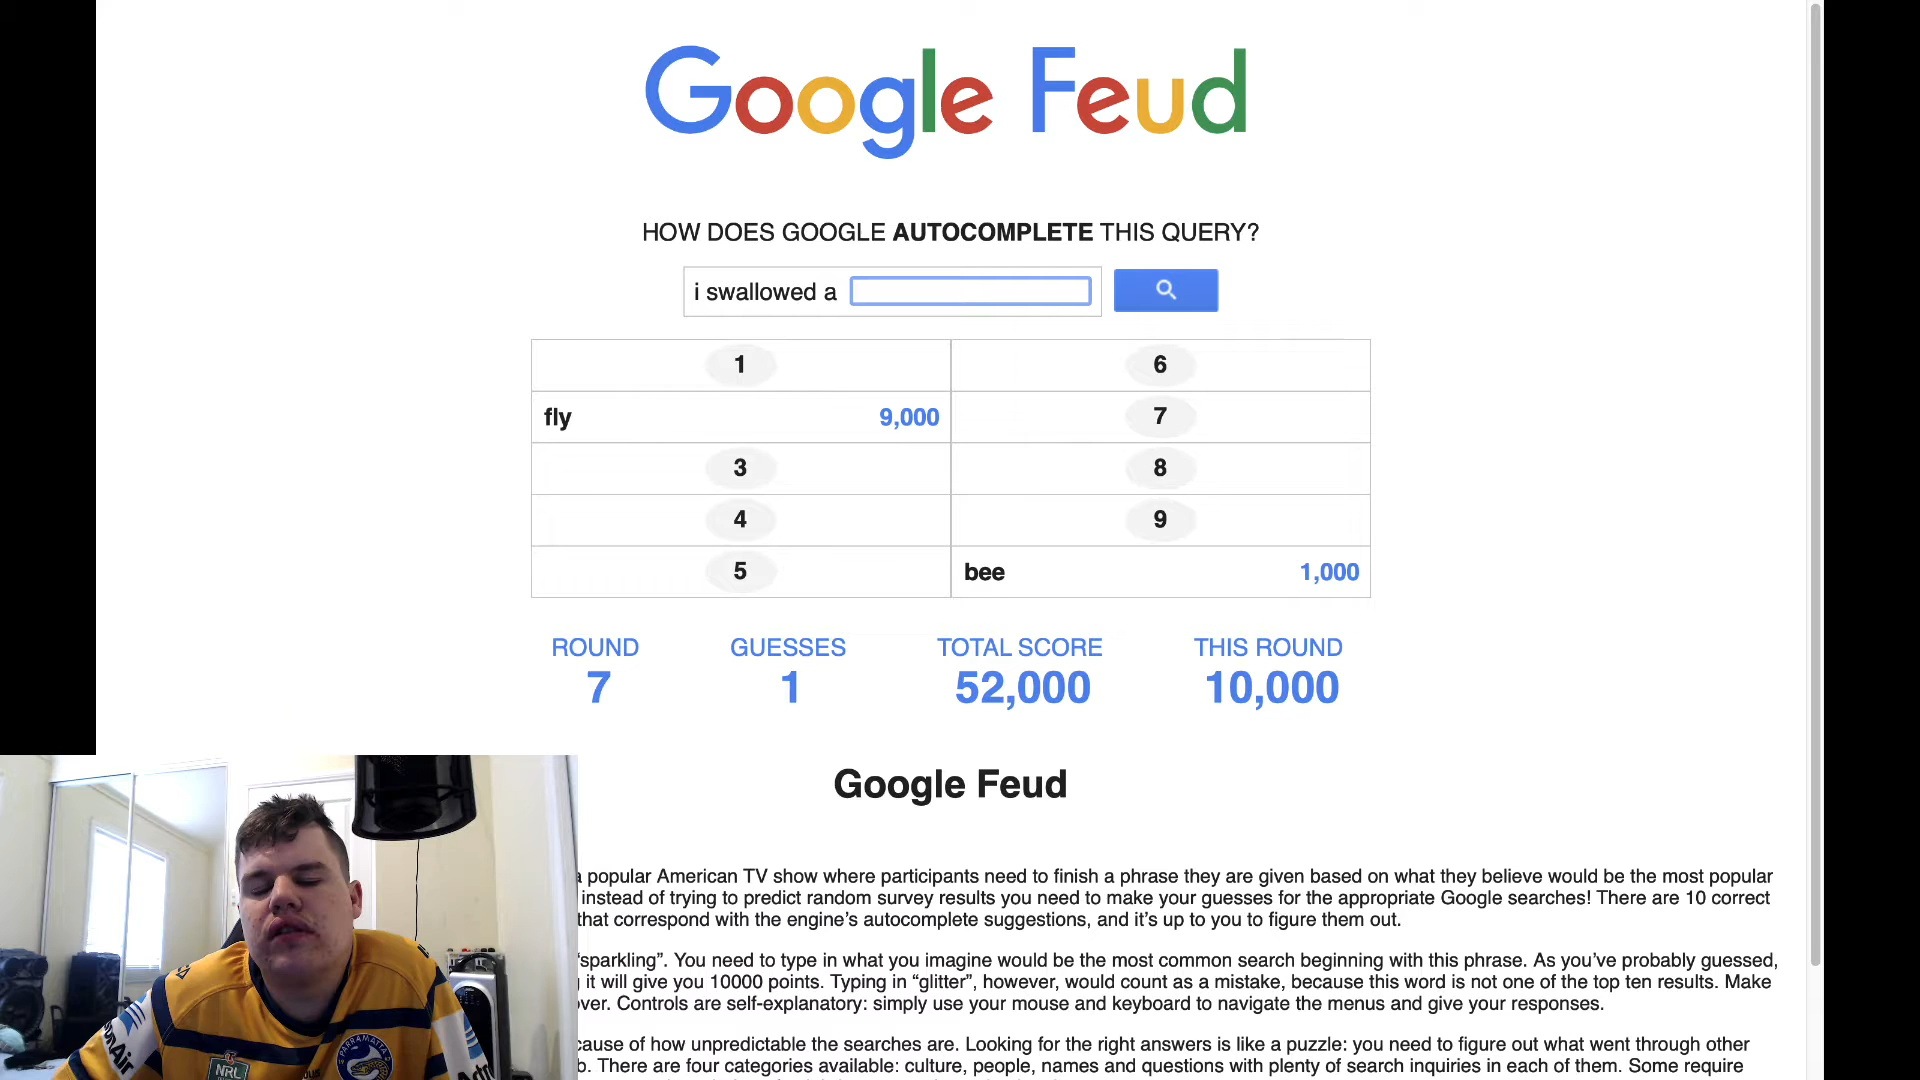 Google Feud
HOW DOES GOOGLE AUTOCOMPLETE THIS QUERY?
i swallowed a
1
6
fly 9,000
7
3
8
4
9
5
bee 1,000
ROUND
GUESSES
TOTAL SCORE
THIS ROUND
7
1
52,000
10,000
Google Feud
a popular American TV show where participants need to finish a phrase they are given based on what they believe would be the most popular
instead of trying to predict random survey results you need to make your guesses for the appropriate Google searches! There are 10 correct
that correspond with the engine's autocomplete suggestions, and it's up to you to figure them out.
“sparkling”. You need to type in what you imagine would be the most common search beginning with this phrase. As you've probably guessed,
it will give you 10000 points. Typing in “glitter”, however, would count as a mistake, because this word is not one of the top ten results. Make
over. Controls are self-explanatory: simply use your mouse and keyboard to navigate the menus and give your responses.
cause of how unpredictable the searches are. Looking for the right answers is like a puzzle: you need to figure out what went through other
b. There are four categories available: culture, people, names and questions with plenty of search inquiries in each of them. Some require
PARRAMATTA
NRL